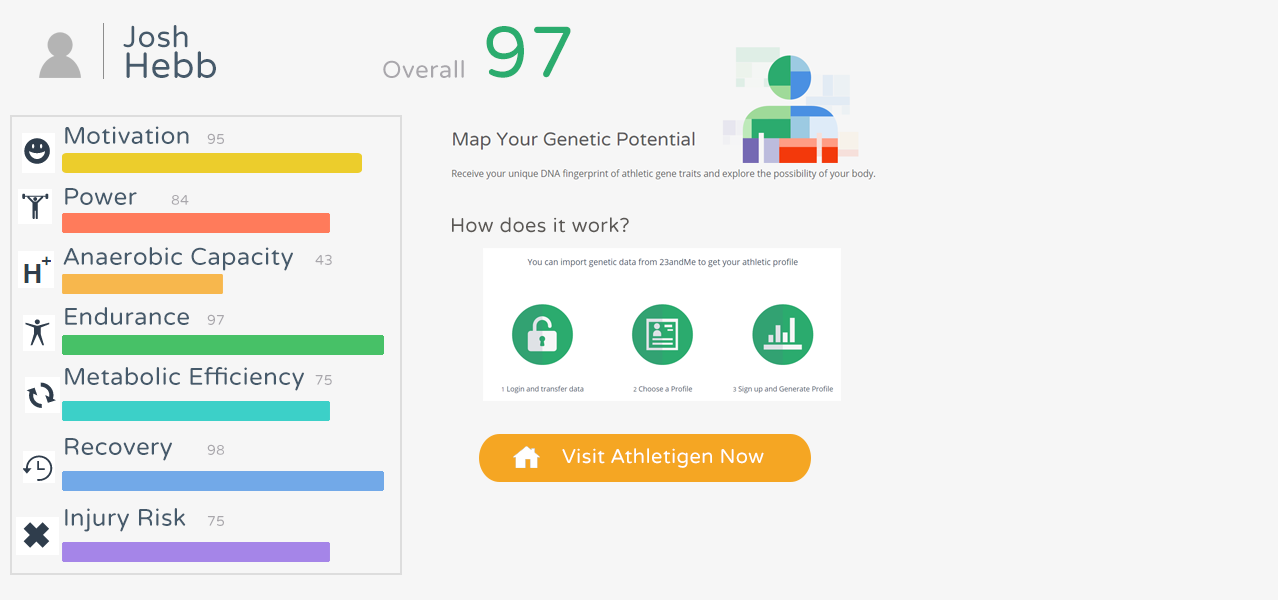 Josh
Hebb
Overall 97
Motivation 95
Power 84
H+ Anaerobic Capacity 43
Endurance 97
Metabolic Efficiency 75
Recovery 98
Injury Risk 75
Map Your Genetic Potential
Receive your unique DNA fingerprint of athletic gene traits and explore the possibility of your body.
How does it work?
You can import genetic data from 23andMe to get your athletic profile
1 Login and transfer data
2 Choose a Profile
3 Sign up and Generate Profile
Visit Athletigen Now